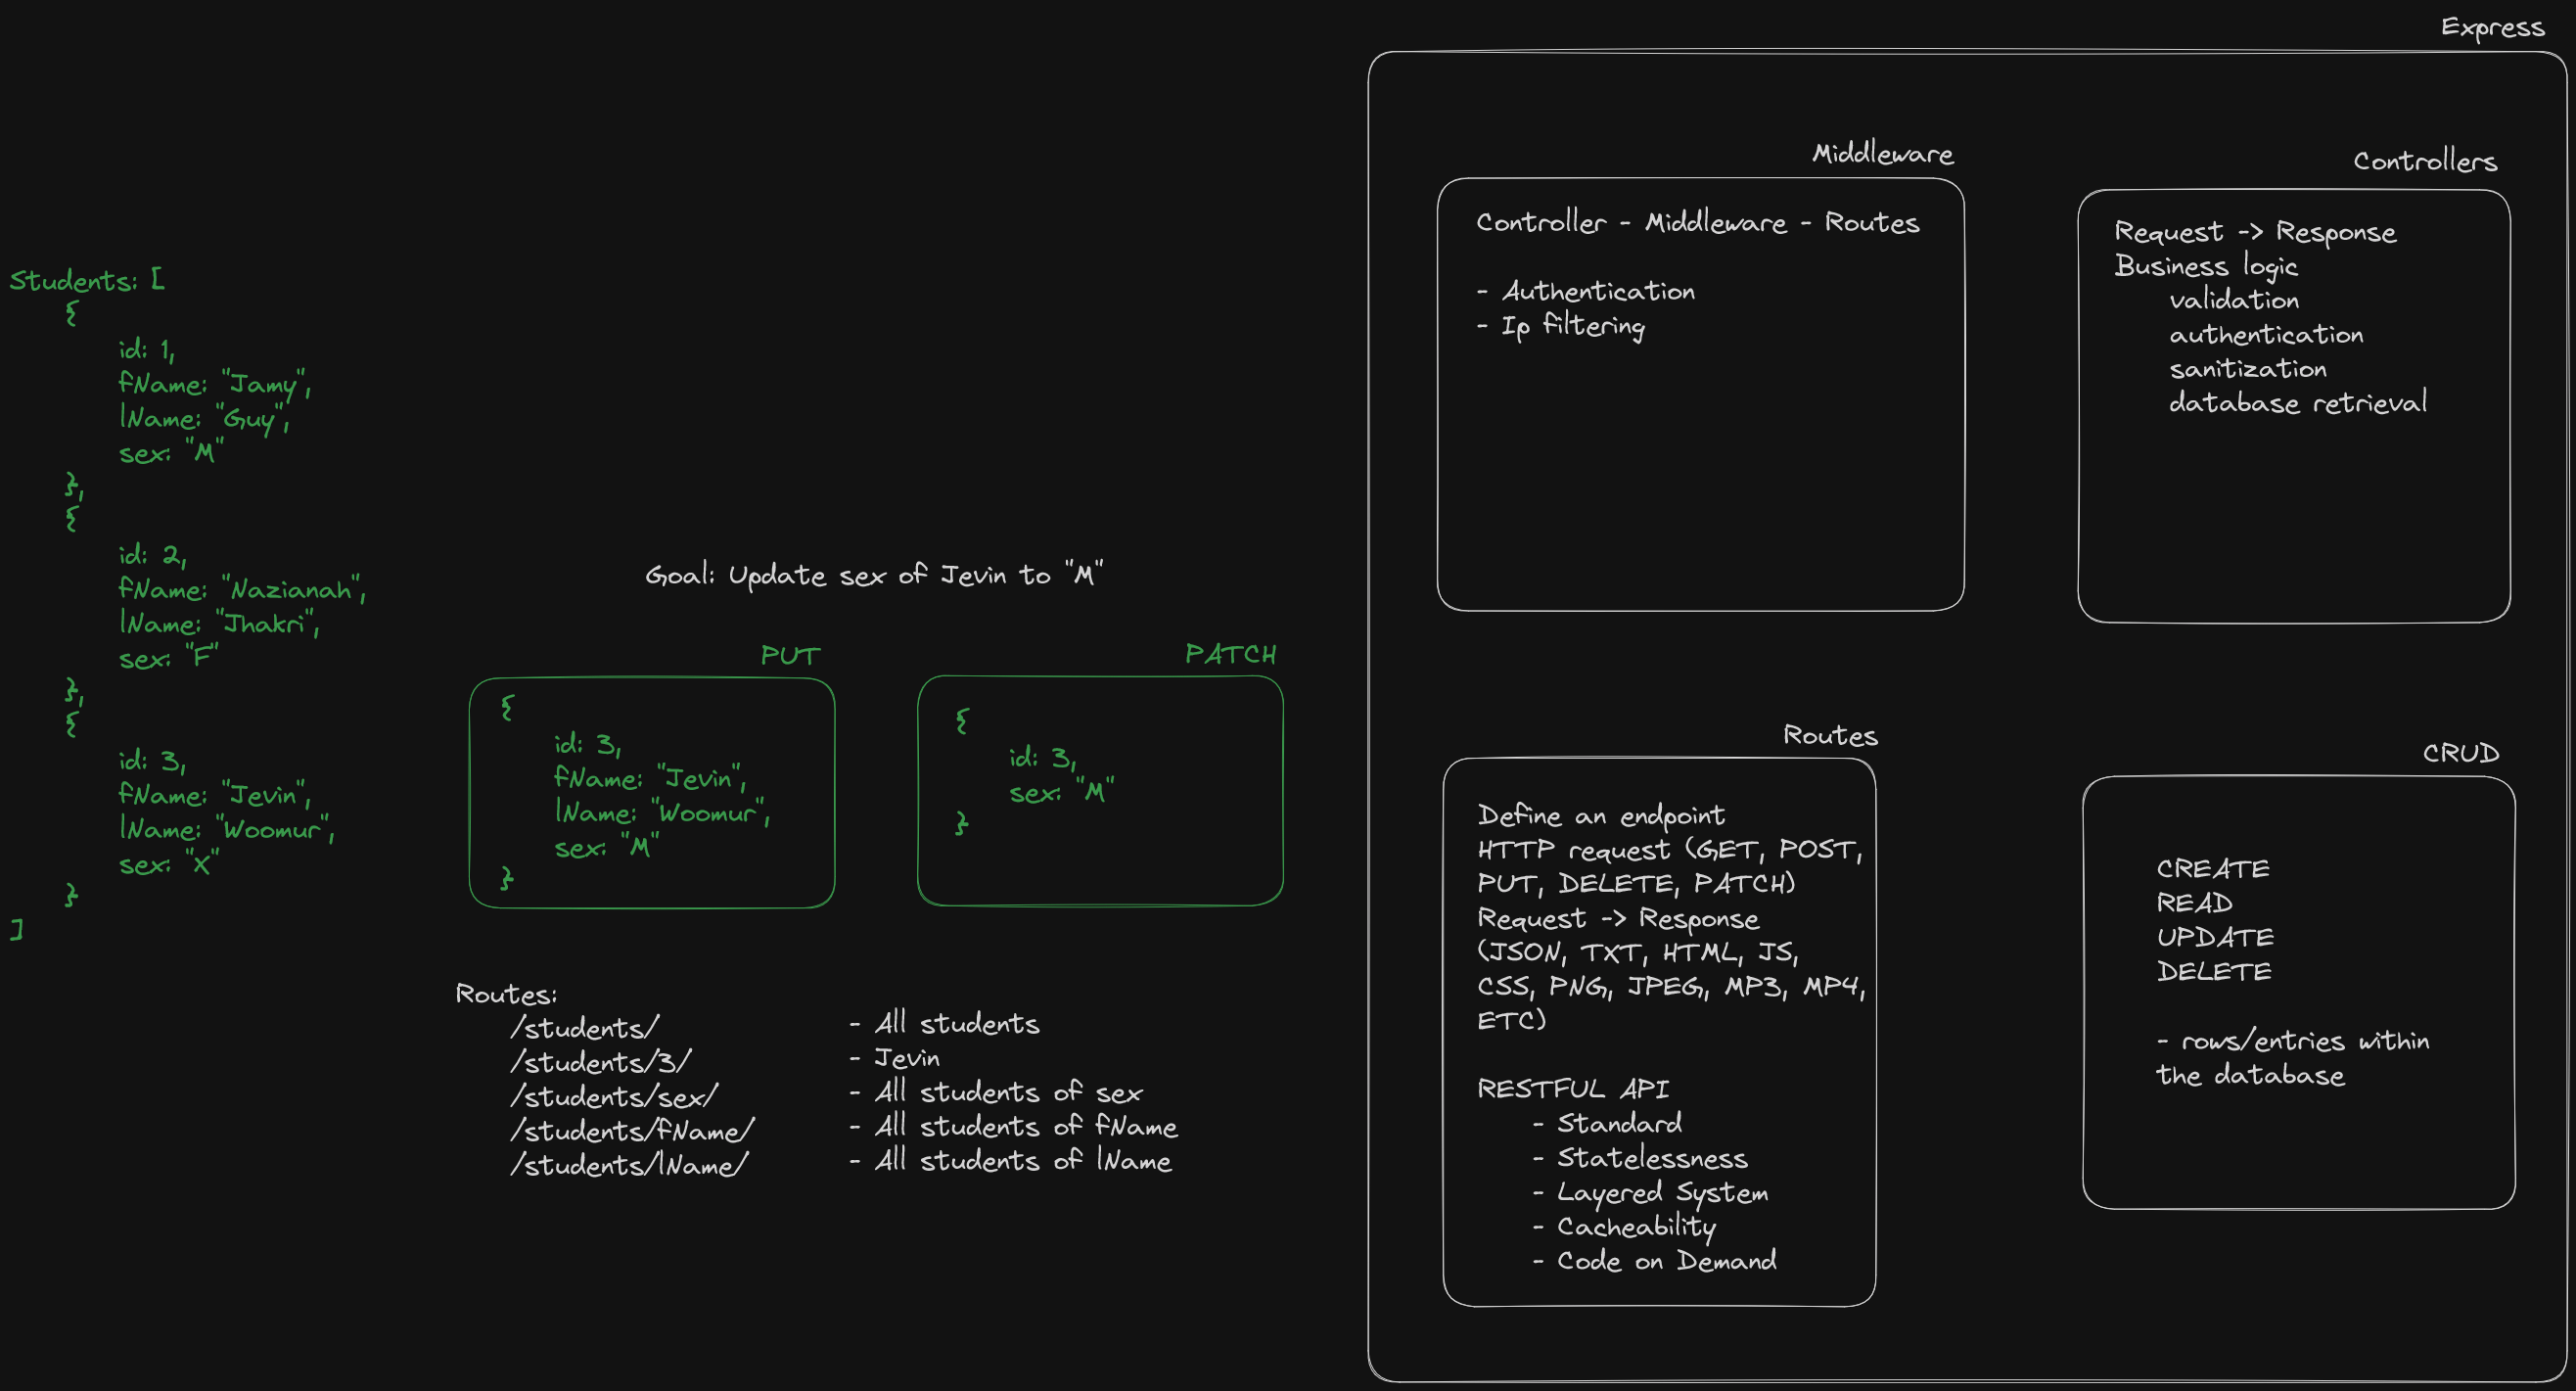 Students: [
{
id: 1,
fName: "Jamy",
lName: "Guy",
sex: "M"
},
{
id: 2,
fName: "Nazianah",
lName: "Jhakri",
sex: "F"
},
{
id: 3,
fName: "Jevin",
lName: "Woomur",
sex: "X"
}
]
Goal: Update sex of Jevin to "M"
PUT
{
id: 3,
fName: "Jevin",
lName: "Woomur",
sex: "M"
}
PATCH
{
id: 3,
sex: "M"
}
Routes:
/students/ - All students
/students/3/ - Jevin
/students/sex/ - All students of sex
/students/fName/ - All students of fName
/students/lName/ - All students of lName
Express
Middleware
Controller - Middleware - Routes
- Authentication
- Ip filtering
Controllers
Request -> Response
Business logic
validation
authentication
sanitization
database retrieval
Routes
Define an endpoint
HTTP request (GET, POST,
PUT, DELETE, PATCH)
Request -> Response
(JSON, TXT, HTML, JS,
CSS, PNG, JPEG, MP3, MP4,
ETC)
RESTFUL API
- Standard
- Statelessness
- Layered System
- Cacheability
- Code on Demand
CRUD
CREATE
READ
UPDATE
DELETE
- rows/entries within
the database